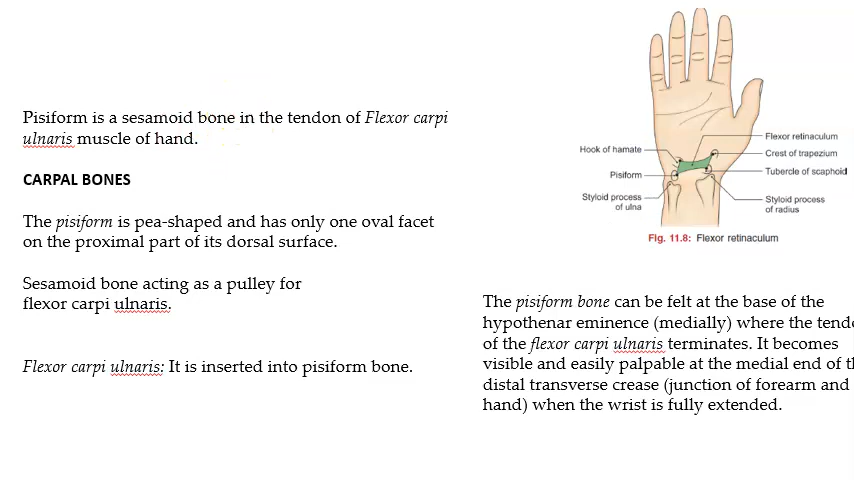 Pisiform is a sesamoid bone in the tendon of Flexor carpi
ulnaris muscle of hand.
CARPAL BONES
The pisiform is pea-shaped and has only one oval facet
on the proximal part of its dorsal surface.
Sesamoid bone acting as a pulley for
flexor carpi ulnaris.
Flexor carpi ulnaris: It is inserted into pisiform bone.
Flexor retinaculum
Hook of hamate
Crest of trapezium
Pisiform
Tubercle of scaphoid
Styloid process
of ulna
Styloid process
of radius
Fig. 11.8: Flexor retinaculum
The pisiform bone can be felt at the base of the
hypothenar eminence (medially) where the tend
of the flexor carpi ulnaris terminates. It becomes
visible and easily palpable at the medial end of
distal transverse crease (junction of forearm and
hand) when the wrist is fully extended.